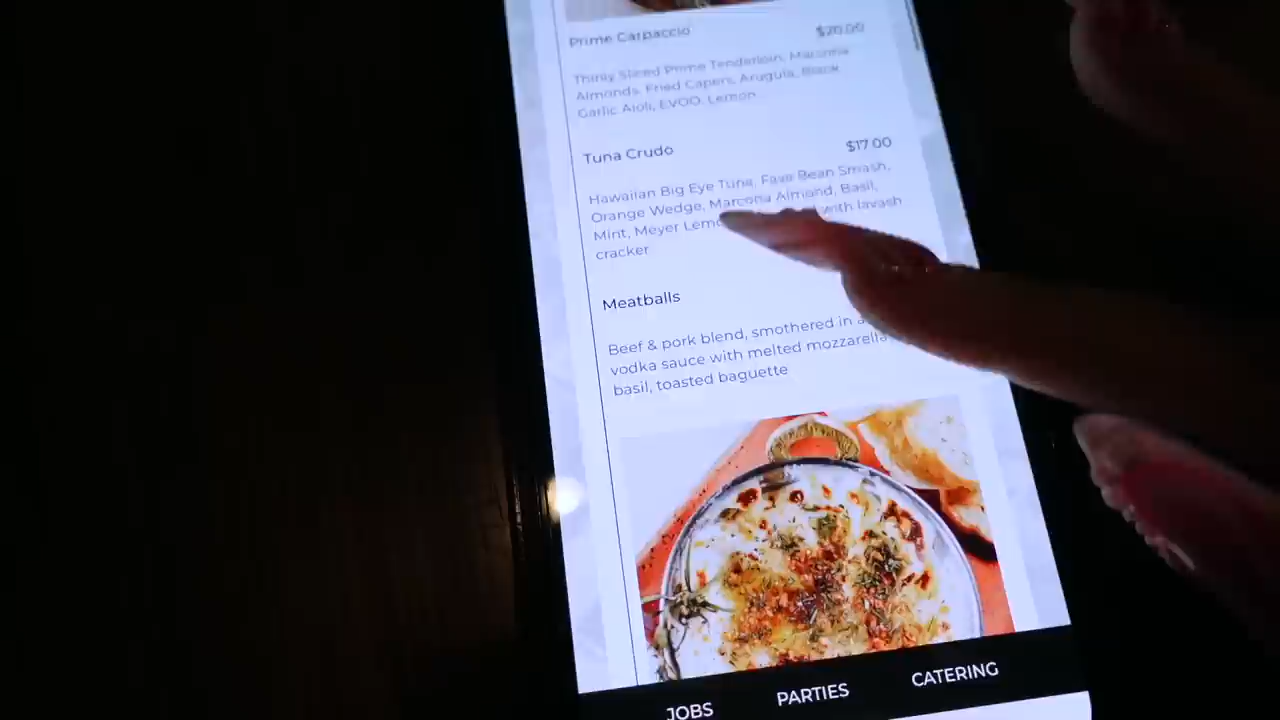 Prime Carpaccio $20.00
Thinly Sliced Prime Tenderloin, Marcona
Almonds, Fried Capers, Arugula, Black
Garlic Aioli, EVOO, Lemon
Tuna Crudo $17.00
Hawaiian Big Eye Tuna, Fava Bean Smash,
Orange Wedge, Marcona Almond, Basil,
Mint, Meyer with lavash
cracker
Meatballs
Beef & pork blend, smothered in
vodka sauce with melted mozzarella
basil, toasted baguette
JOBS PARTIES CATERING